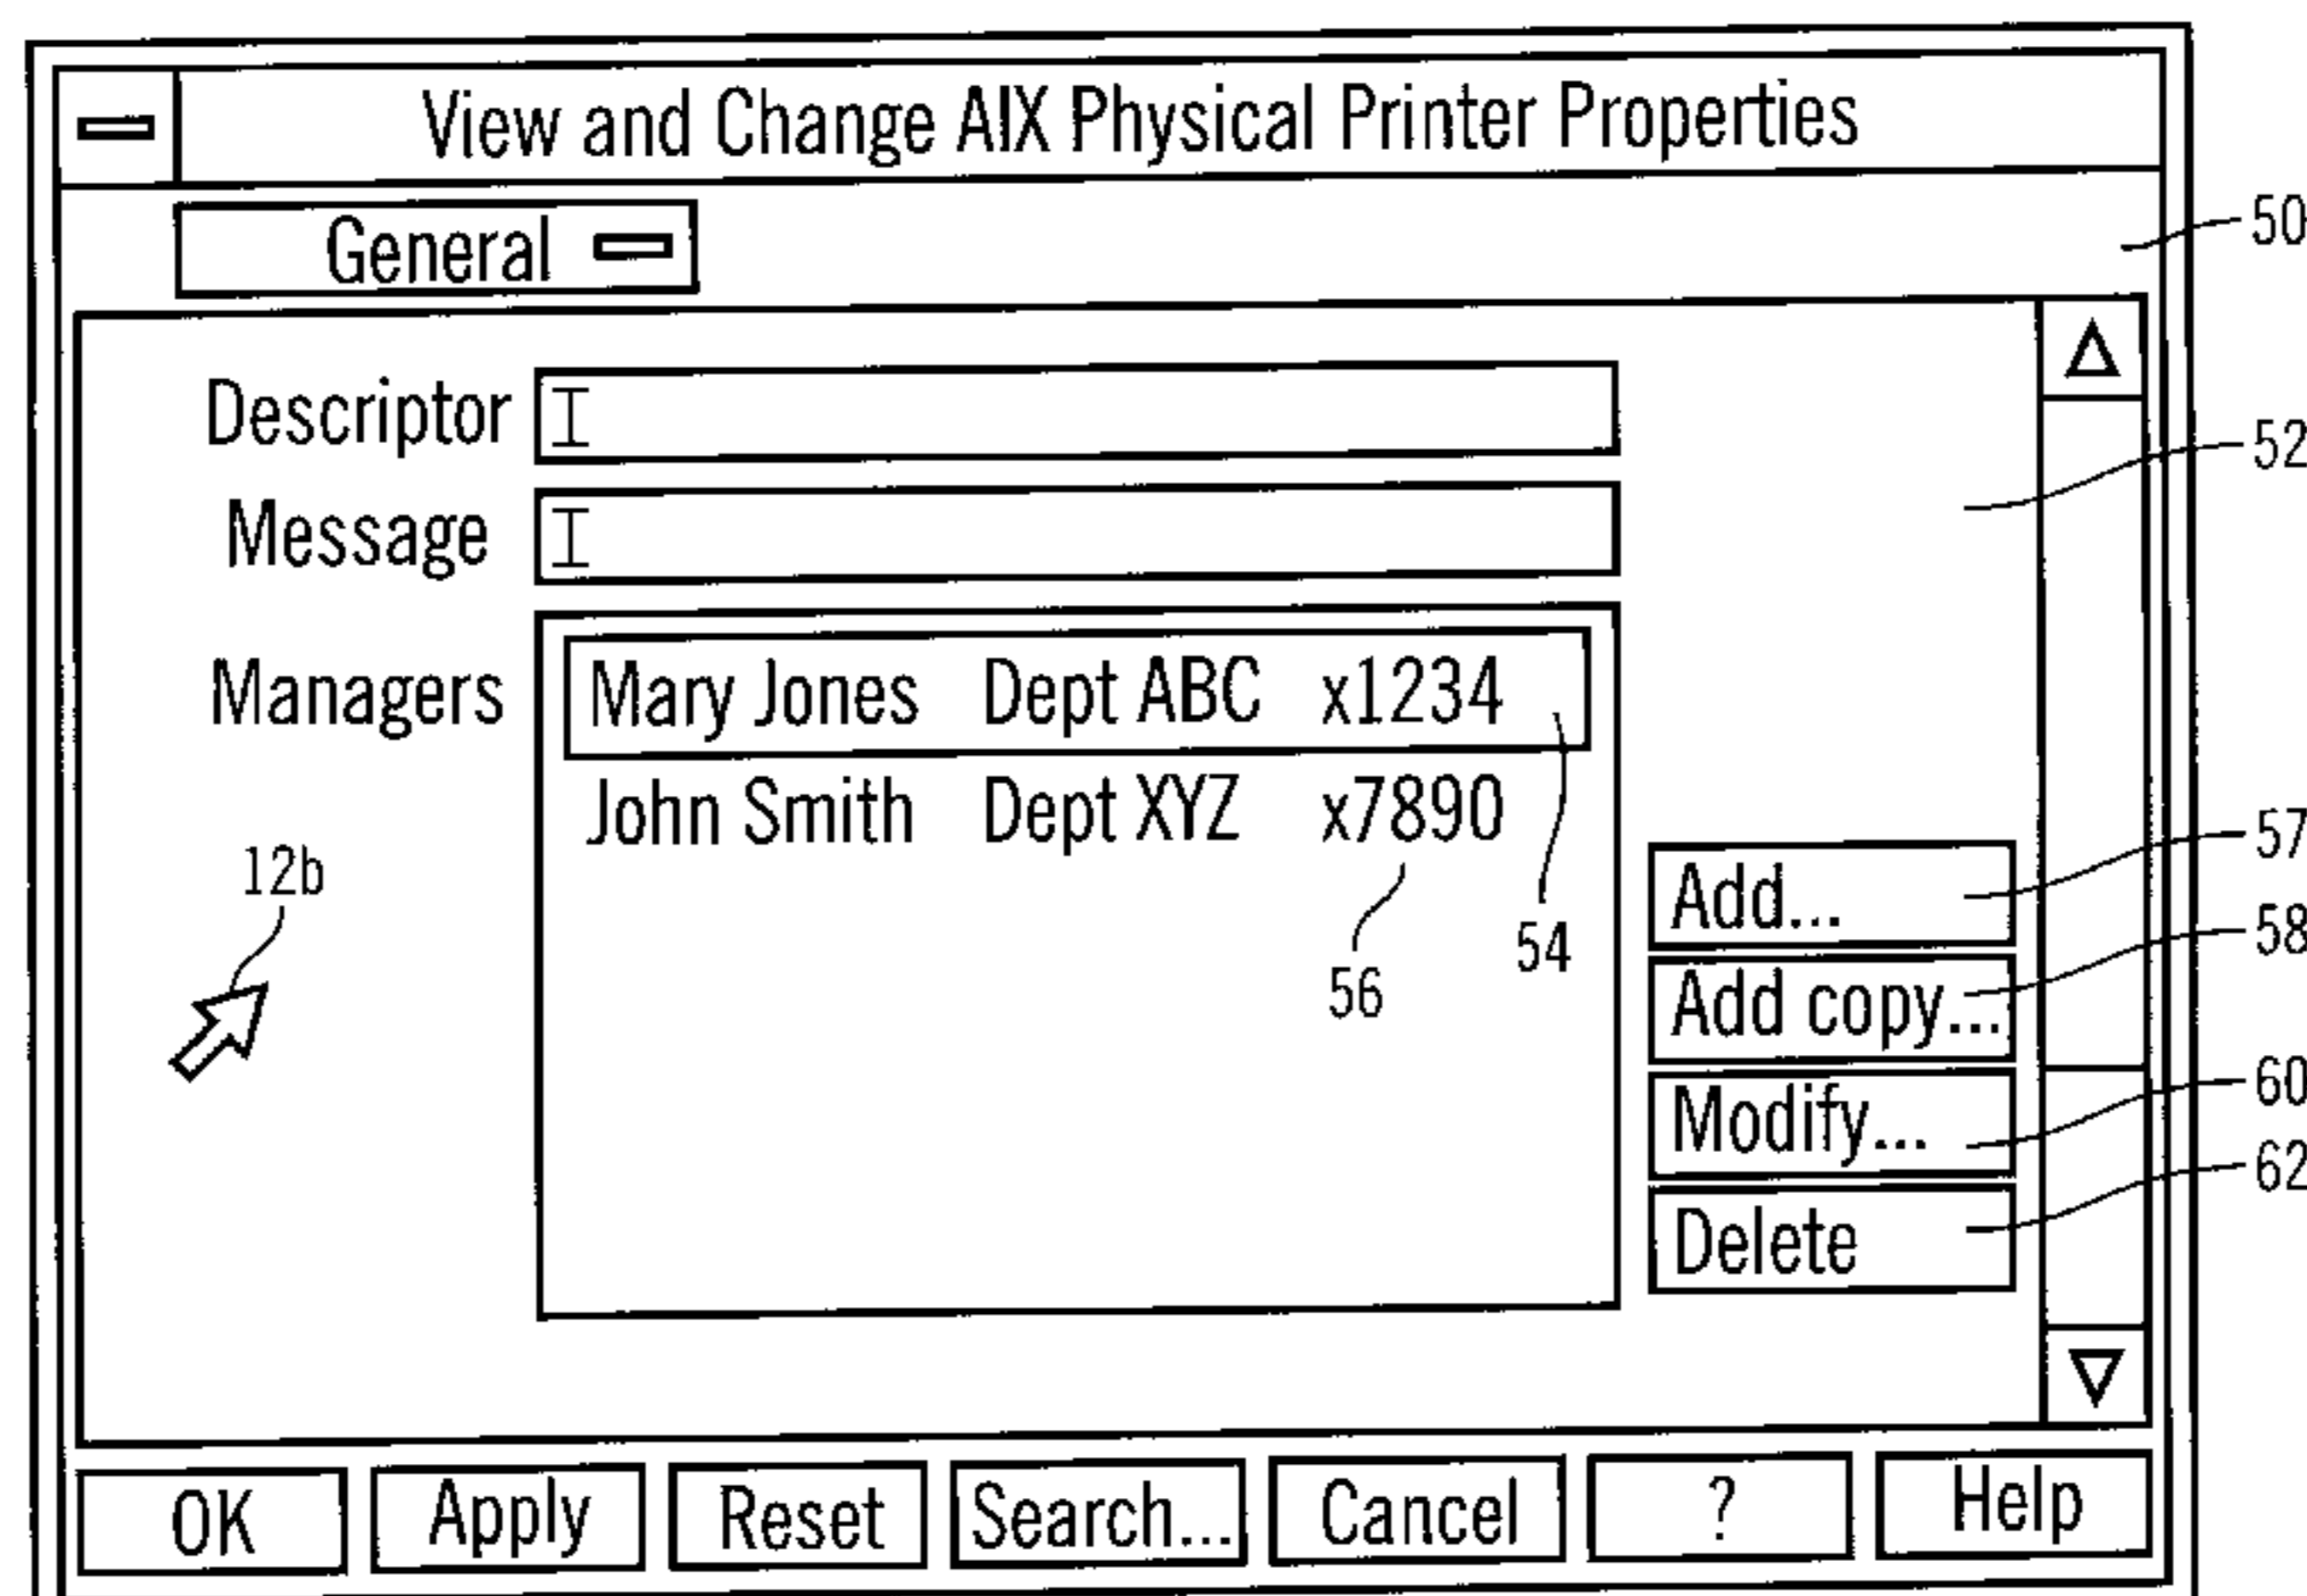 View and Change AIX Physical Printer Properties
General
50
Descriptor
52
Message
Managers
Mary Jones Dept ABC x1234
John Smith Dept XYZ x7890
12b
54
56
57
Add...
58
Add copy...
60
Modify...
62
Delete
OK Apply Reset Search... Cancel ? Help